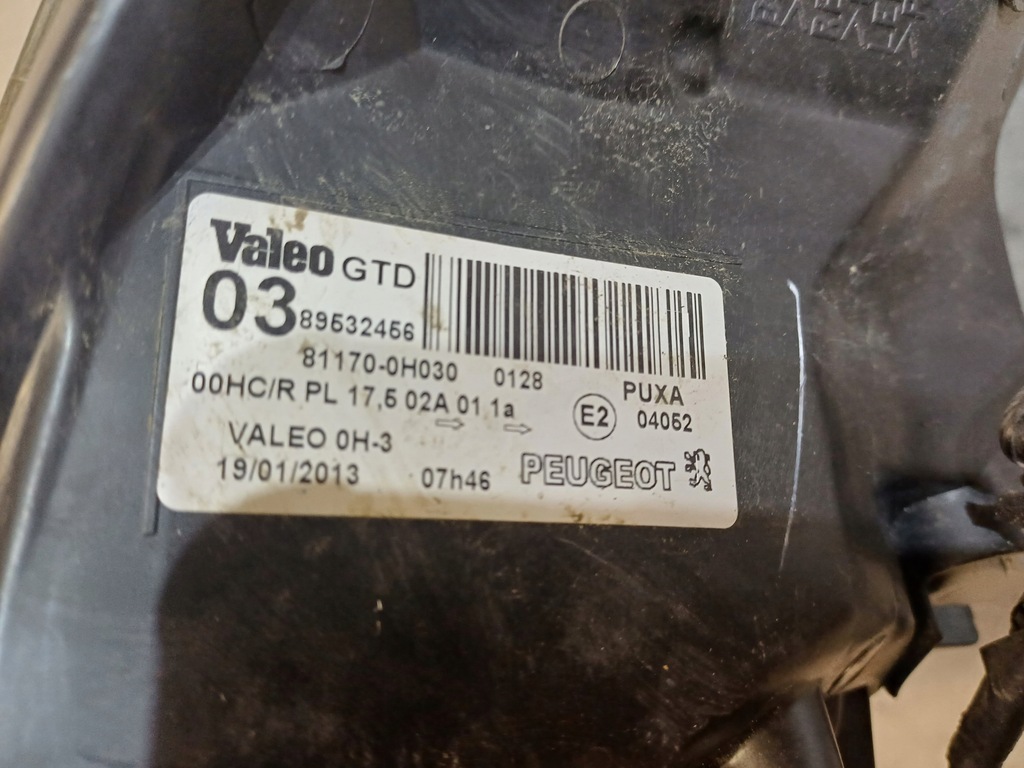 Valeo GTD
03 89532456
81170-0H030 0128 PUXA
00HC/R PL 17,5 02A 01 1a E2 04052
VALEO 0H-3
19/01/2013 07h46 PEUGEOT